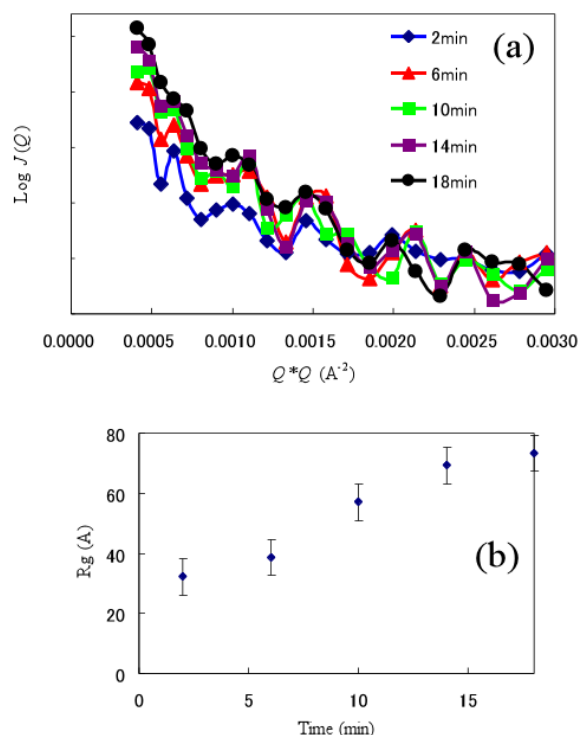 (a)
2min
6min
10min
14min
18min
Log J(Q)
0.0000 0.0005 0.0010 0.0015 0.0020 0.0025 0.0030
Q*Q (A⁻²)
80
60
40
20
0
Rg (A)
(b)
0 5 10 15
Time (min)